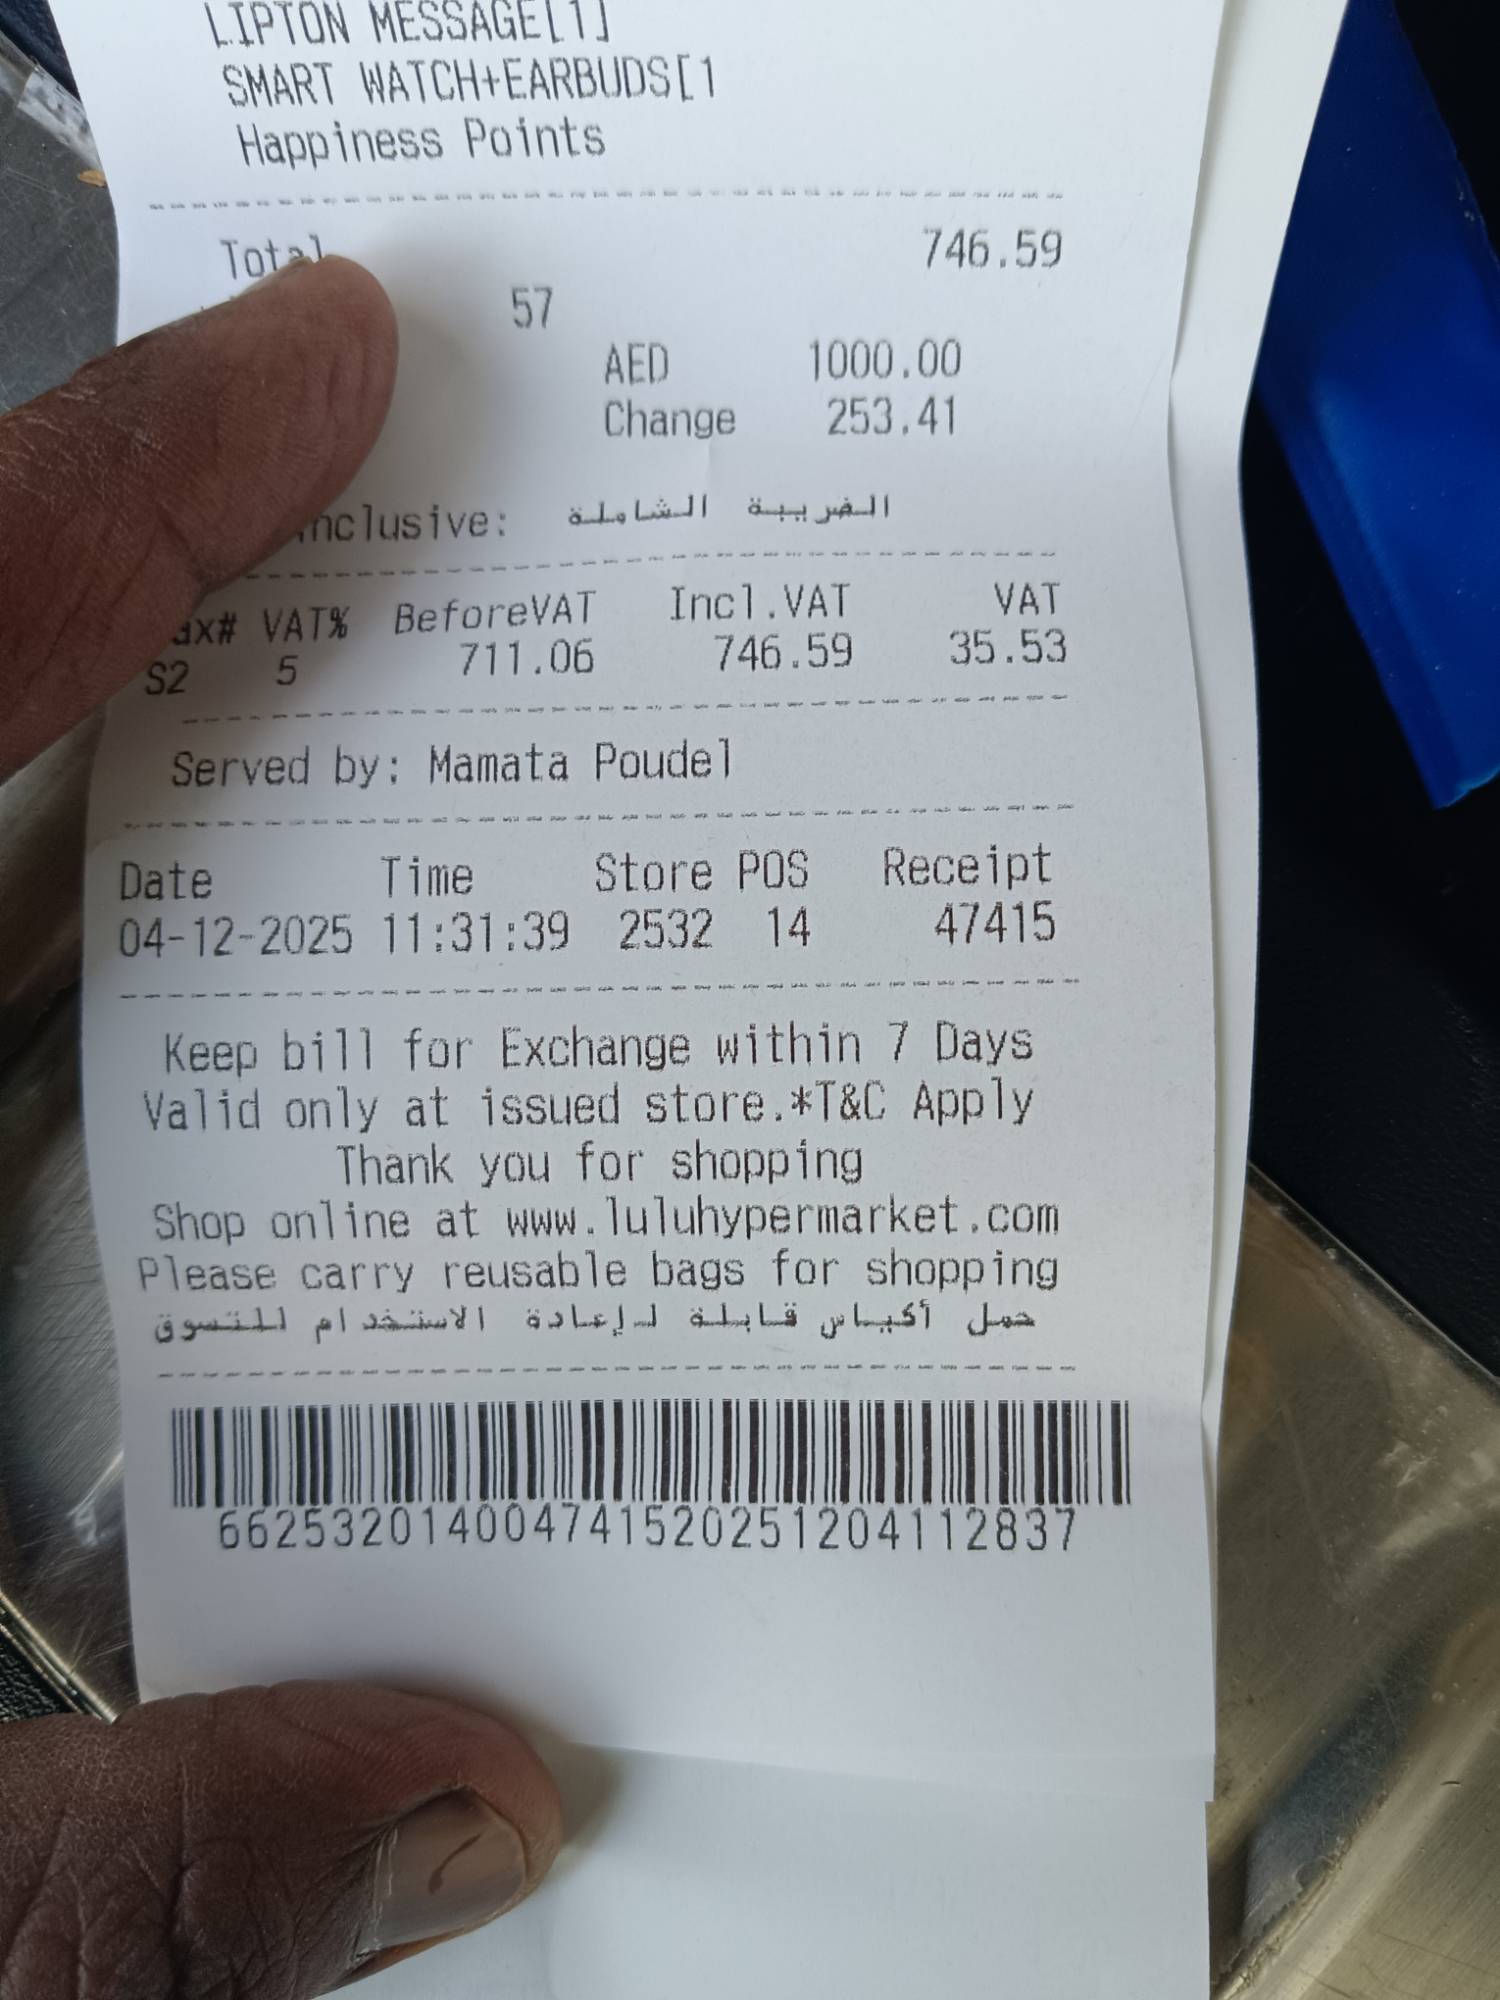 LIPTON MESSAGE[1]
SMART WATCH+EARBUDS[1
Happiness Points
Total 746.59
57
AED 1000.00
Change 253.41
nclusive: الضريبة الشاملة
ax# VAT% BeforeVAT Incl.VAT VAT
S2 5 711.06 746.59 35.53
Served by: Mamata Poudel
Date Time Store POS Receipt
04-12-2025 11:31:39 2532 14 47415
Keep bill for Exchange within 7 Days
Valid only at issued store.*T&C Apply
Thank you for shopping
Shop online at www.luluhypermarket.com
Please carry reusable bags for shopping
حمل أكياس قابلة لإعادة الاستخدام للتسوق
662532014004741520251204112837